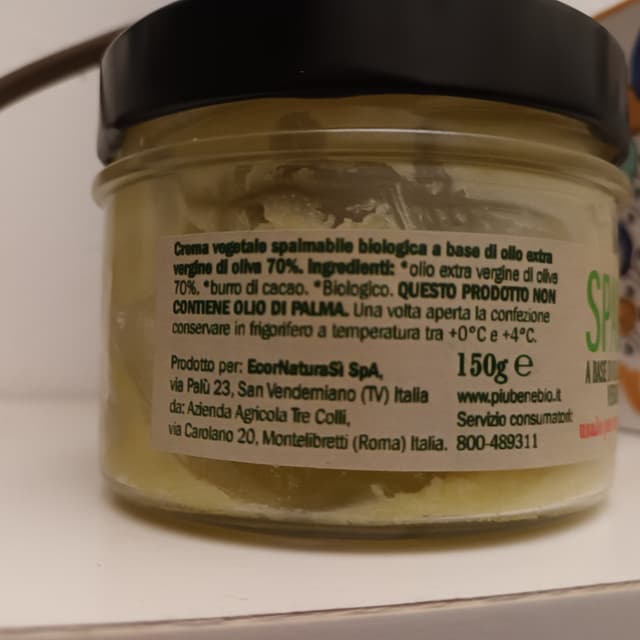 Crema vegetale spalmabile biologica a base di olio extra
vergine di oliva 70%. Ingredienti: *olio extra vergine di oliva
70%, *burro di cacao. *Biologico. QUESTO PRODOTTO NON
CONTIENE OLIO DI PALMA. Una volta aperta la confezione
conservare in frigorifero a temperatura tra +0°C e +4°C.
Prodotto per: EcorNaturaSì SpA,
via Palù 23, San Vendemiano (TV) Italia
da: Azienda Agricola Tre Colli,
via Carolano 20, Montelibretti (Roma) Italia.
150g e
www.piubenebio.it
Servizio consumatori:
800-489311
A BASE